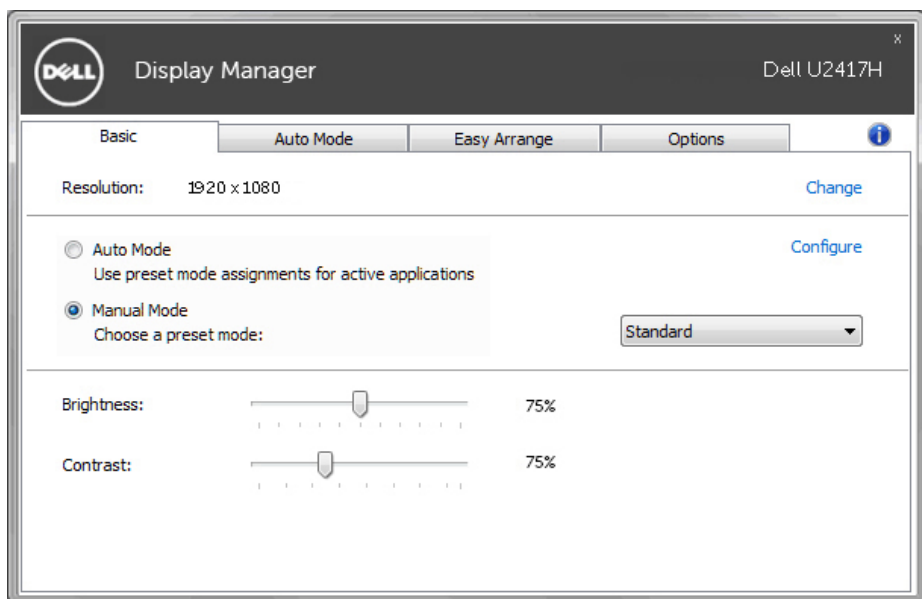 DELL
Display Manager
x
Dell U2417H
Basic
Auto Mode
Easy Arrange
Options
i
Resolution:
1920 x 1080
Change
Auto Mode
Configure
Use preset mode assignments for active applications
Manual Mode
Choose a preset mode:
Standard
Brightness:
75%
Contrast:
75%